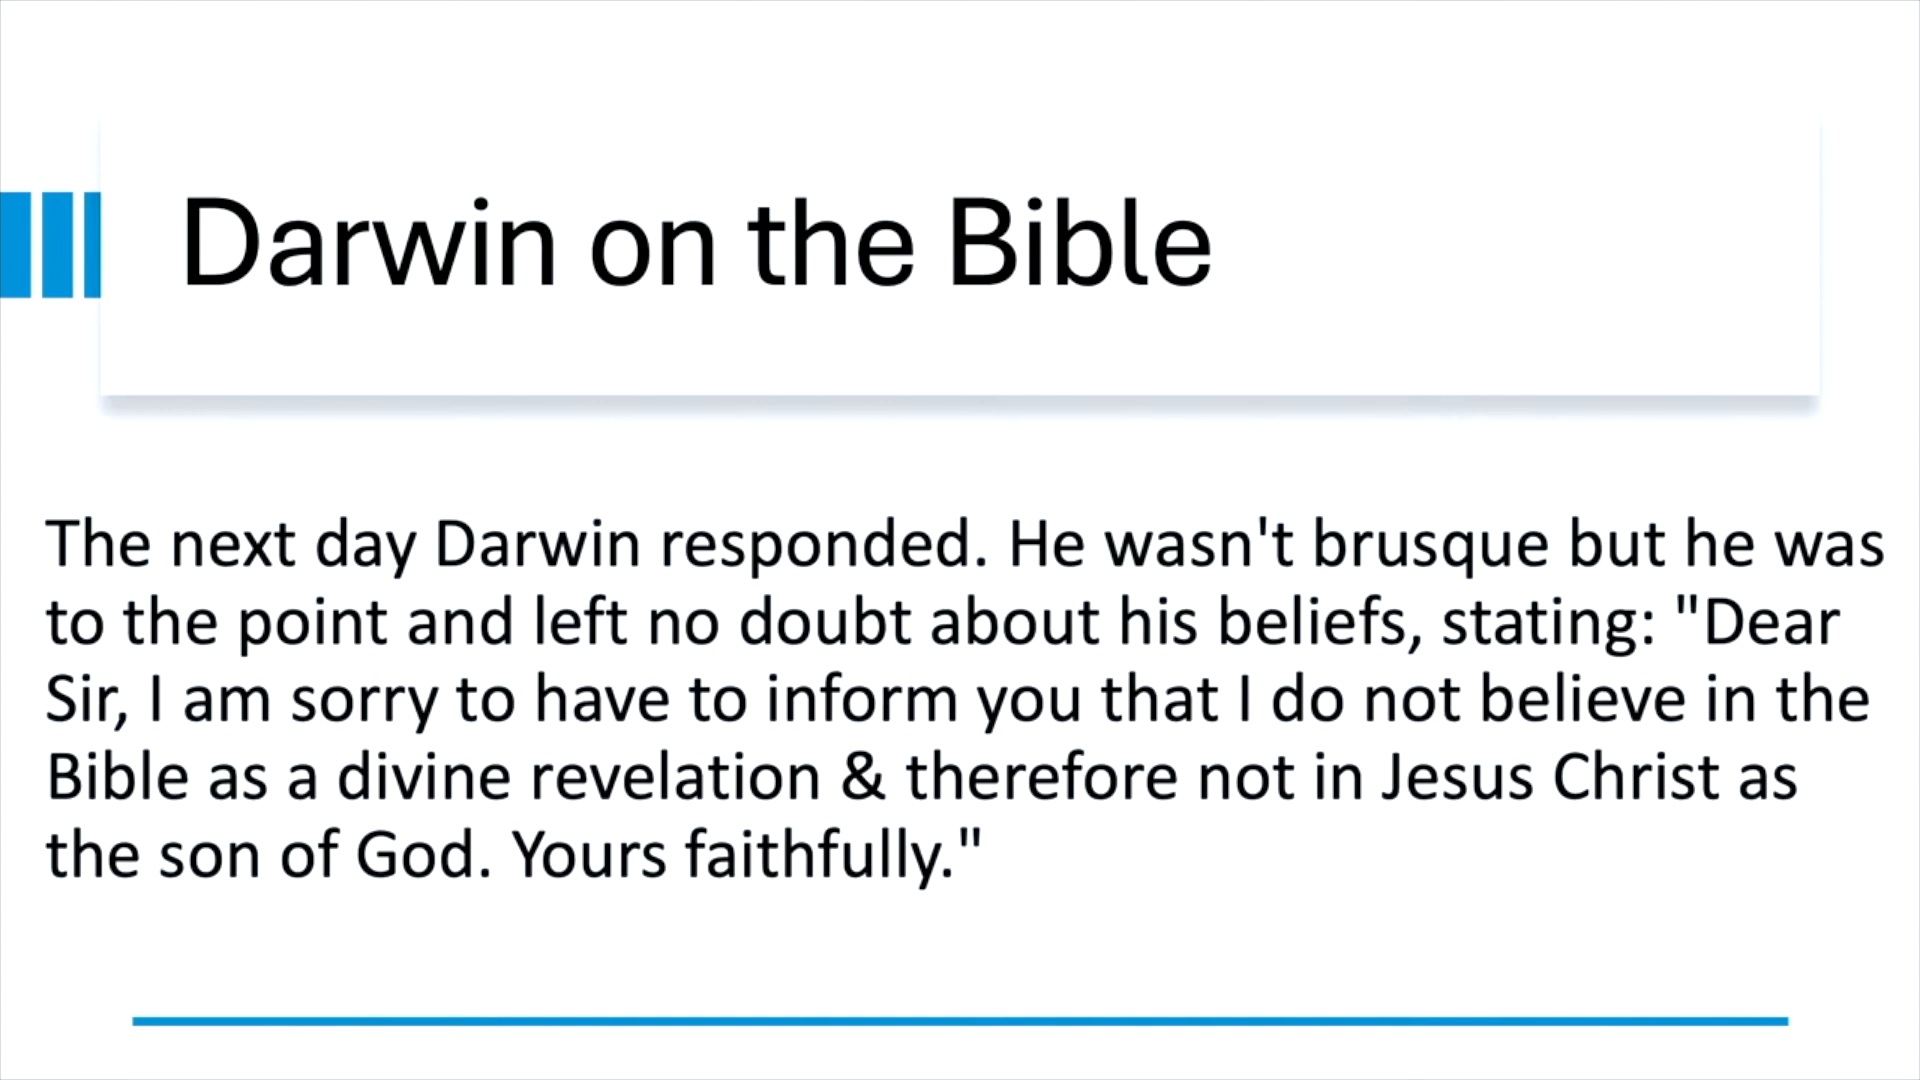 Darwin on the Bible
The next day Darwin responded. He wasn't brusque but he was
to the point and left no doubt about his beliefs, stating: "Dear
Sir, I am sorry to have to inform you that I do not believe in the
Bible as a divine revelation & therefore not in Jesus Christ as
the son of God. Yours faithfully."